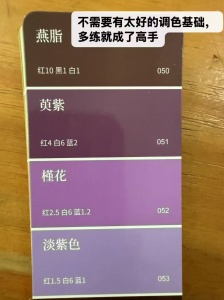 不需要有太好的调色基础，
多练就成了高手
燕脂
红10 黑1 白1 050
萸紫
红4 白6 蓝2 051
槿花
红2.5 白6 蓝1.2 052
淡紫色
红1.5 白6 蓝1 053